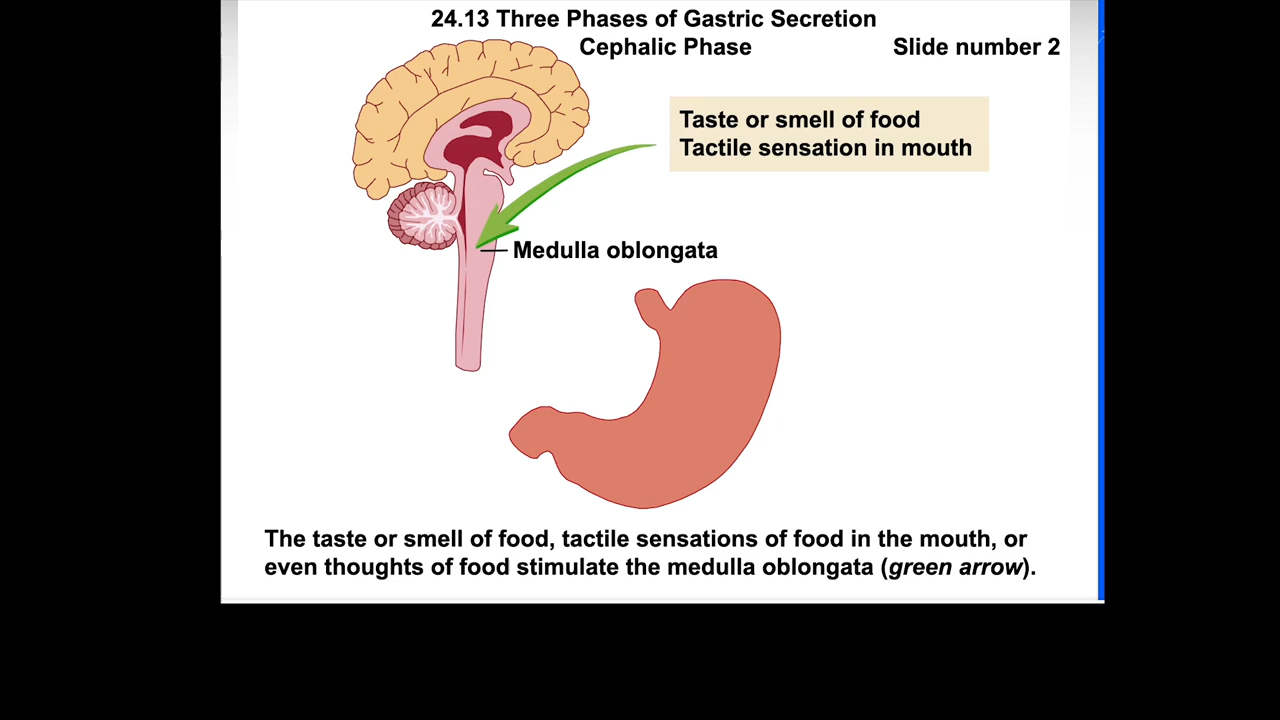 24.13 Three Phases of Gastric Secretion
Cephalic Phase
Slide number 2
Taste or smell of food
Tactile sensation in mouth
Medulla oblongata
The taste or smell of food, tactile sensations of food in the mouth, or
even thoughts of food stimulate the medulla oblongata (green arrow).